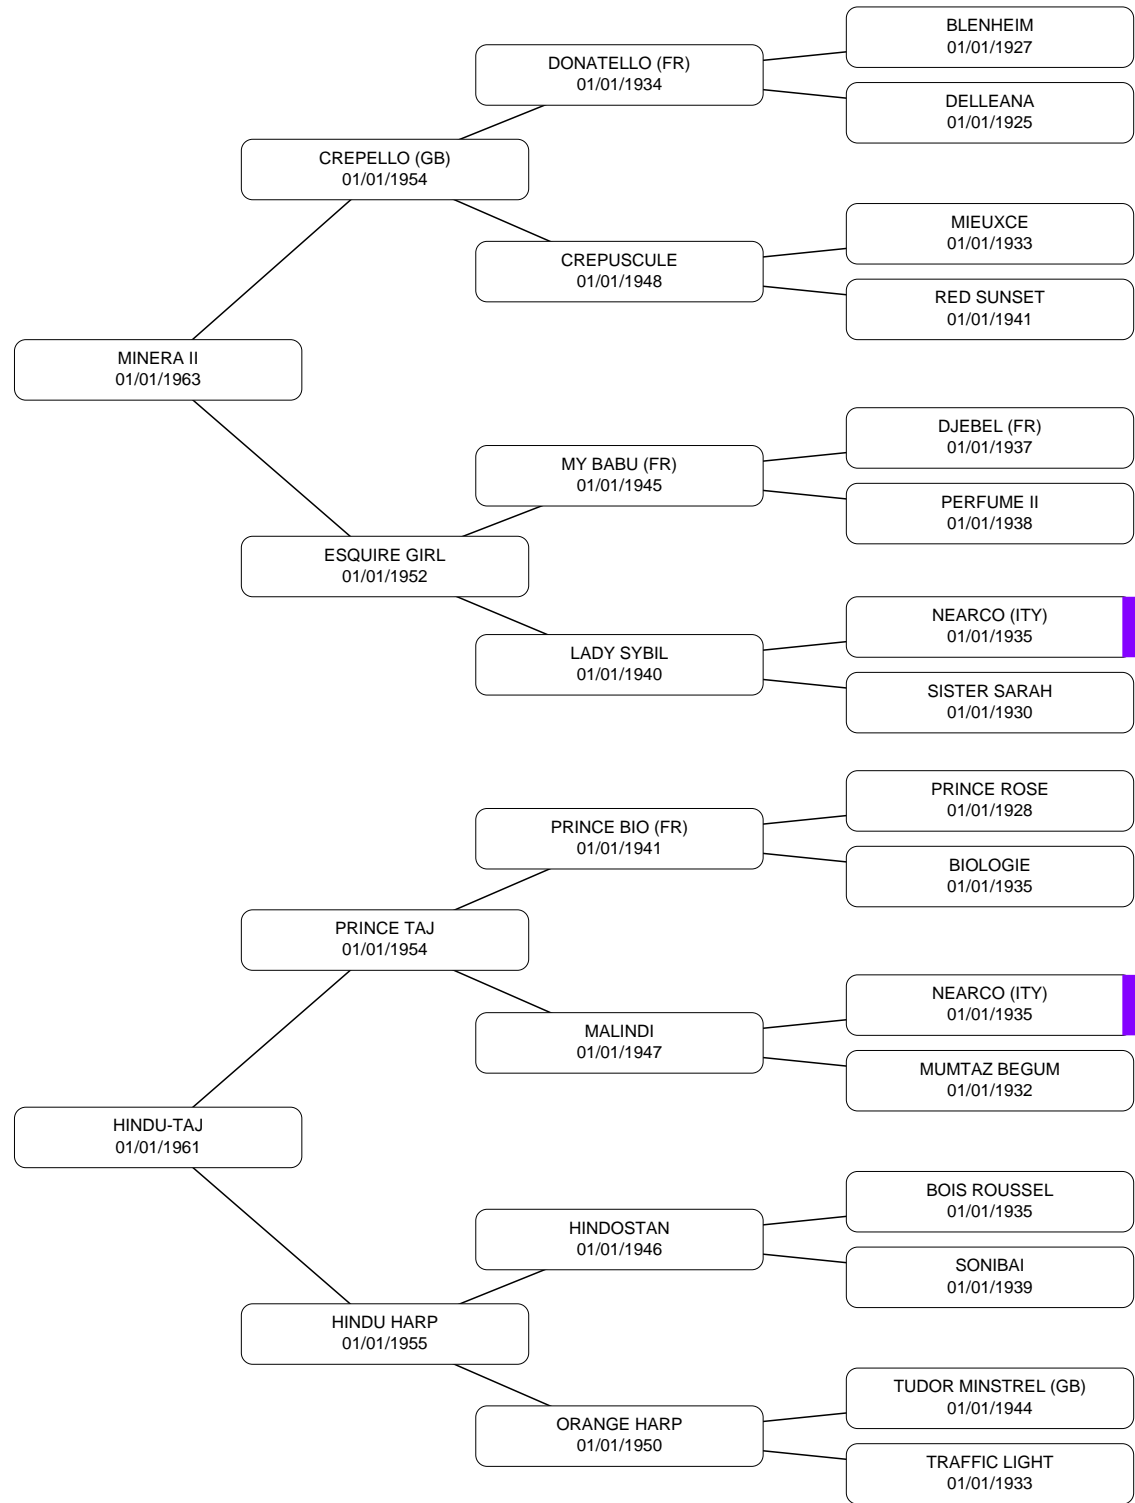 BLENHEIM
01/01/1927
DONATELLO (FR)
01/01/1934
DELLEANA
01/01/1925
CREPELLO (GB)
01/01/1954
MIEUXCE
01/01/1933
CREPUSCULE
01/01/1948
RED SUNSET
01/01/1941
MINERA II
01/01/1963
DJEBEL (FR)
01/01/1937
MY BABU (FR)
01/01/1945
PERFUME II
01/01/1938
ESQUIRE GIRL
01/01/1952
NEARCO (ITY)
01/01/1935
LADY SYBIL
01/01/1940
SISTER SARAH
01/01/1930
PRINCE ROSE
01/01/1928
PRINCE BIO (FR)
01/01/1941
BIOLOGIE
01/01/1935
PRINCE TAJ
01/01/1954
NEARCO (ITY)
01/01/1935
MALINDI
01/01/1947
MUMTAZ BEGUM
01/01/1932
HINDU-TAJ
01/01/1961
BOIS ROUSSEL
01/01/1935
HINDOSTAN
01/01/1946
SONIBAI
01/01/1939
HINDU HARP
01/01/1955
TUDOR MINSTREL (GB)
01/01/1944
ORANGE HARP
01/01/1950
TRAFFIC LIGHT
01/01/1933